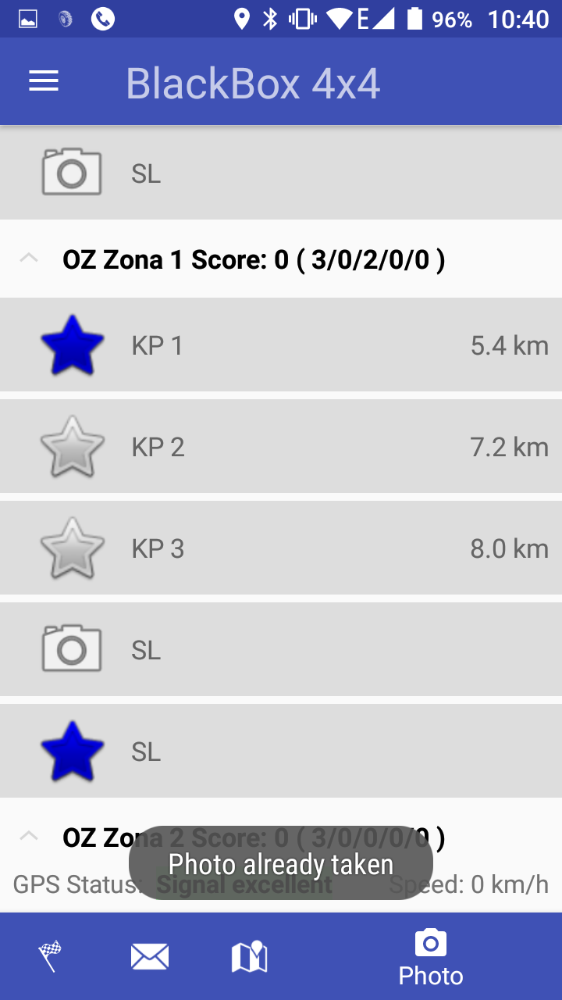 E 96% 10:40
BlackBox 4x4
SL
OZ Zona 1 Score: 0 ( 3/0/2/0/0 )
KP 1 5.4 km
KP 2 7.2 km
KP 3 8.0 km
SL
SL
OZ Zona 2 Score: 0 ( 3/0/0/0/0 )
Photo already taken
GPS Status: Signal excellent Speed: 0 km/h
Photo